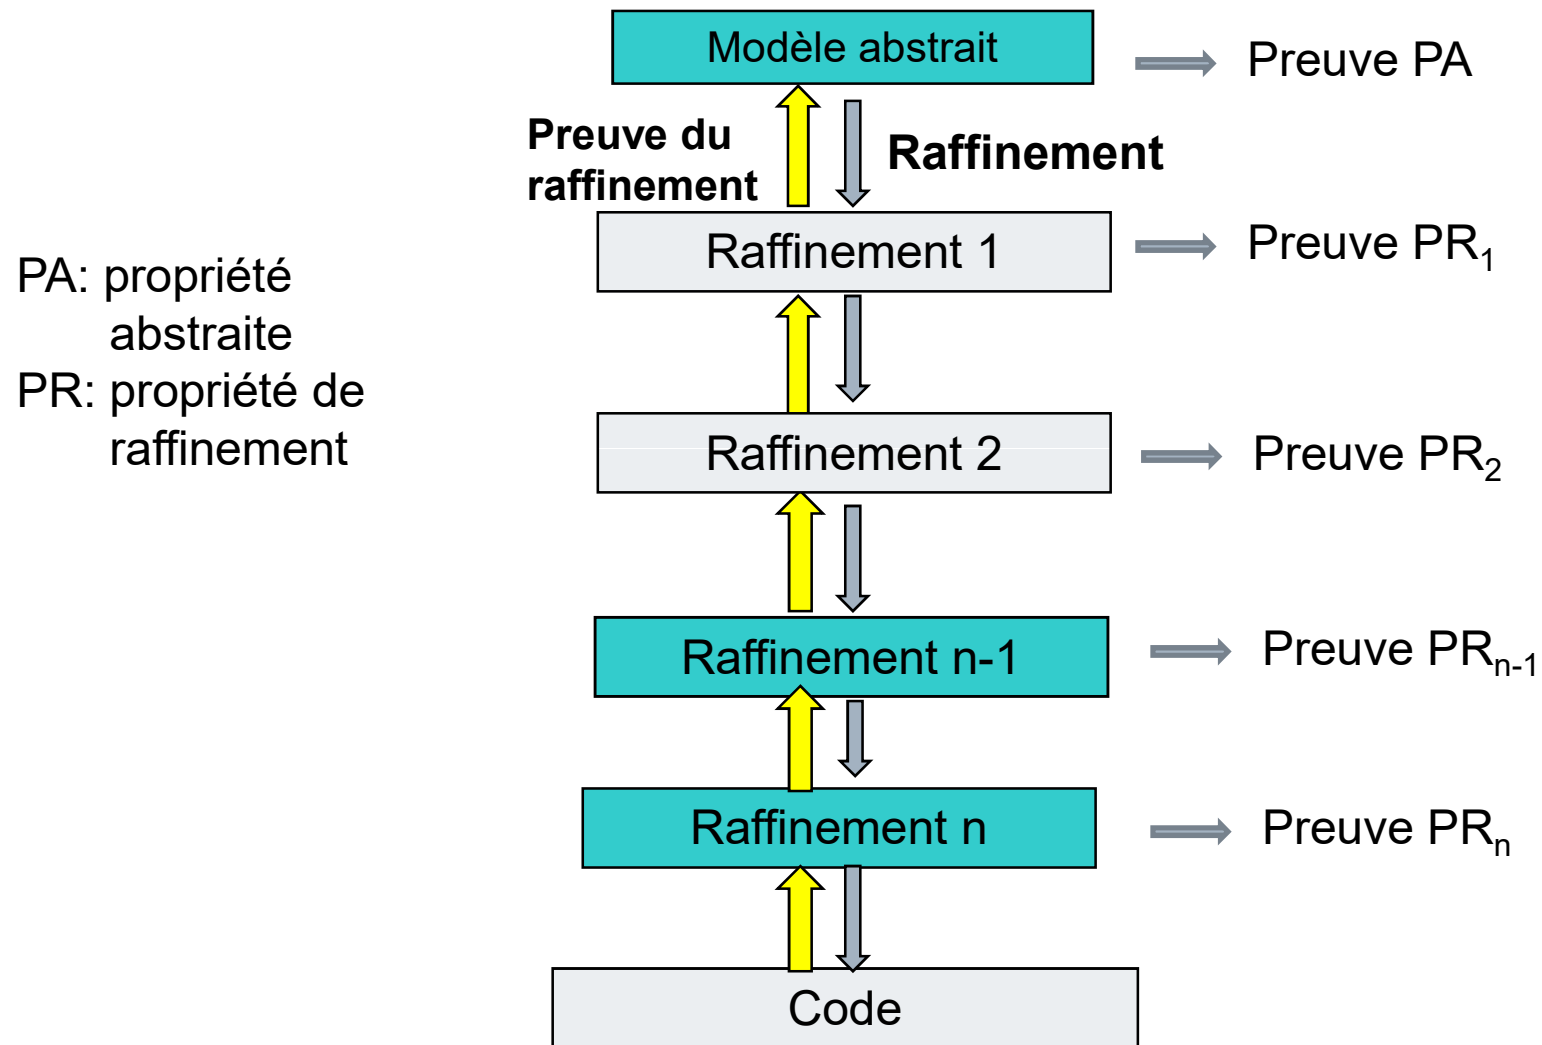 Modèle abstrait
Preuve PA
Preuve du
raffinement
Raffinement
Raffinement 1
Preuve PR1
PA: propriété
abstraite
PR: propriété de
raffinement
Raffinement 2
Preuve PR2
Raffinement n-1
Preuve PRn-1
Raffinement n
Preuve PRn
Code